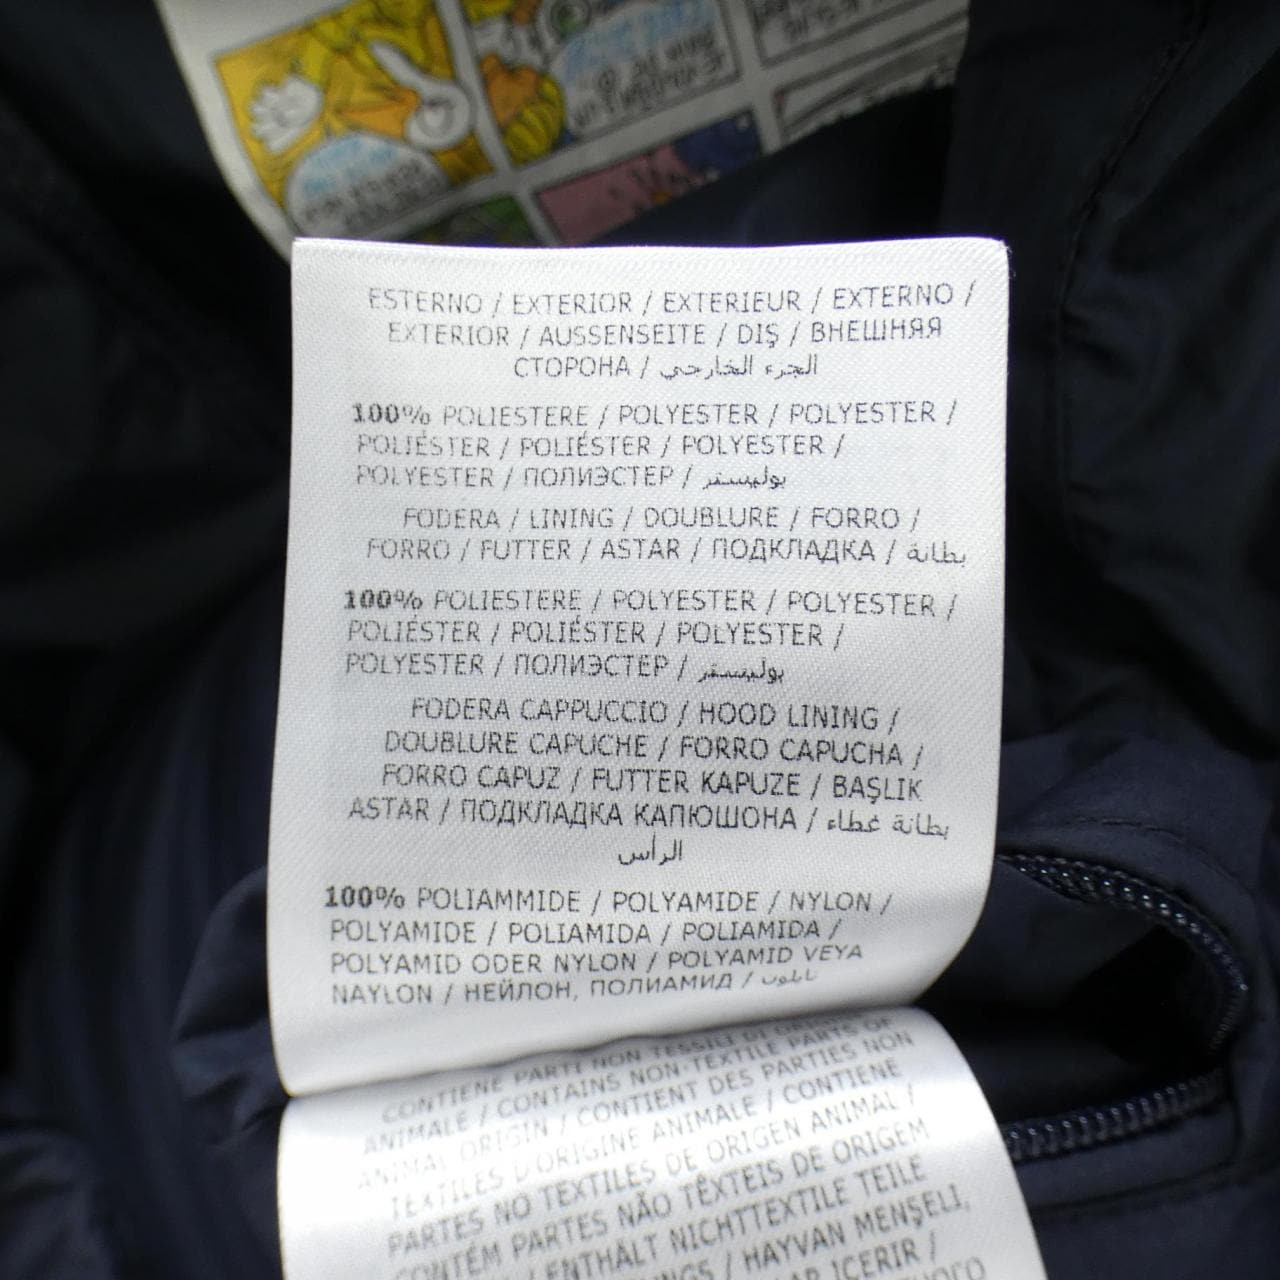 ESTERNO / EXTERIOR / EXTERIEUR / EXTERNO /
EXTERIOR / AUSSENSEITE / DIŞ / ВНЕШНЯЯ
СТОРОНА / الجزء الخارجي
100% POLIESTERE / POLYESTER / POLYESTER /
POLIÉSTER / POLIÉSTER / POLYESTER /
POLYESTER / ПОЛИЭСТЕР / بوليستر
FODERA / LINING / DOUBLURE / FORRO /
FORRO / FUTTER / ASTAR / ПОДКЛАДКА / بطانة
100% POLIESTERE / POLYESTER / POLYESTER /
POLIÉSTER / POLIÉSTER / POLYESTER /
POLYESTER / ПОЛИЭСТЕР / بوليستر
FODERA CAPPUCCIO / HOOD LINING /
DOUBLURE CAPUCHE / FORRO CAPUCHA /
FORRO CAPUZ / FUTTER KAPUZE / BAŞLIK
ASTAR / ПОДКЛАДКА КАПЮШОНА / بطانة غطاء
الرأس
100% POLIAMMIDE / POLYAMIDE / NYLON /
POLYAMIDE / POLIAMIDA / POLIAMIDA /
POLYAMID ODER NYLON / POLYAMID VEYA
NAYLON / НЕЙЛОН, ПОЛИАМИД / نايلون
CONTIENE PARTI NON TESSILI DI ORIGINE
ANIMALE / CONTAINS NON-TEXTILE PARTS OF
ANIMAL ORIGIN / CONTIENT DES PARTIES NON
TEXTILES D'ORIGINE ANIMALE / CONTIENE
PARTES NO TEXTILES DE ORIGEN ANIMAL /
CONTÉM PARTES NÃO TÊXTEIS DE ORIGEM
/ ENTHÄLT NICHTTEXTILE TEILE
/ HAYVAN MENŞELİ,
İÇERİR /